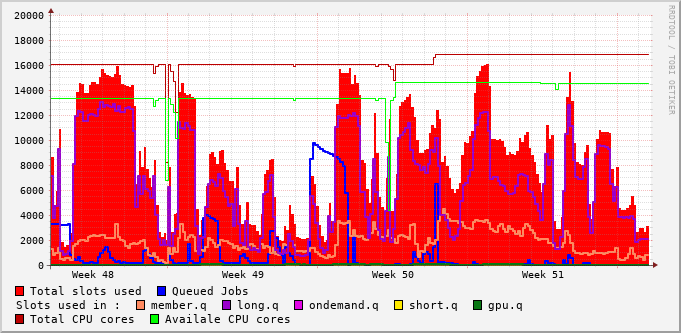 20000
18000
16000
14000
12000
10000
8000
6000
4000
2000
0
Week 48 Week 49 Week 50 Week 51
Total slots used Queued Jobs
Slots used in : member.q long.q ondemand.q short.q gpu.q
Total CPU cores Availale CPU cores
RRDTOOL / TOBI OETIKER